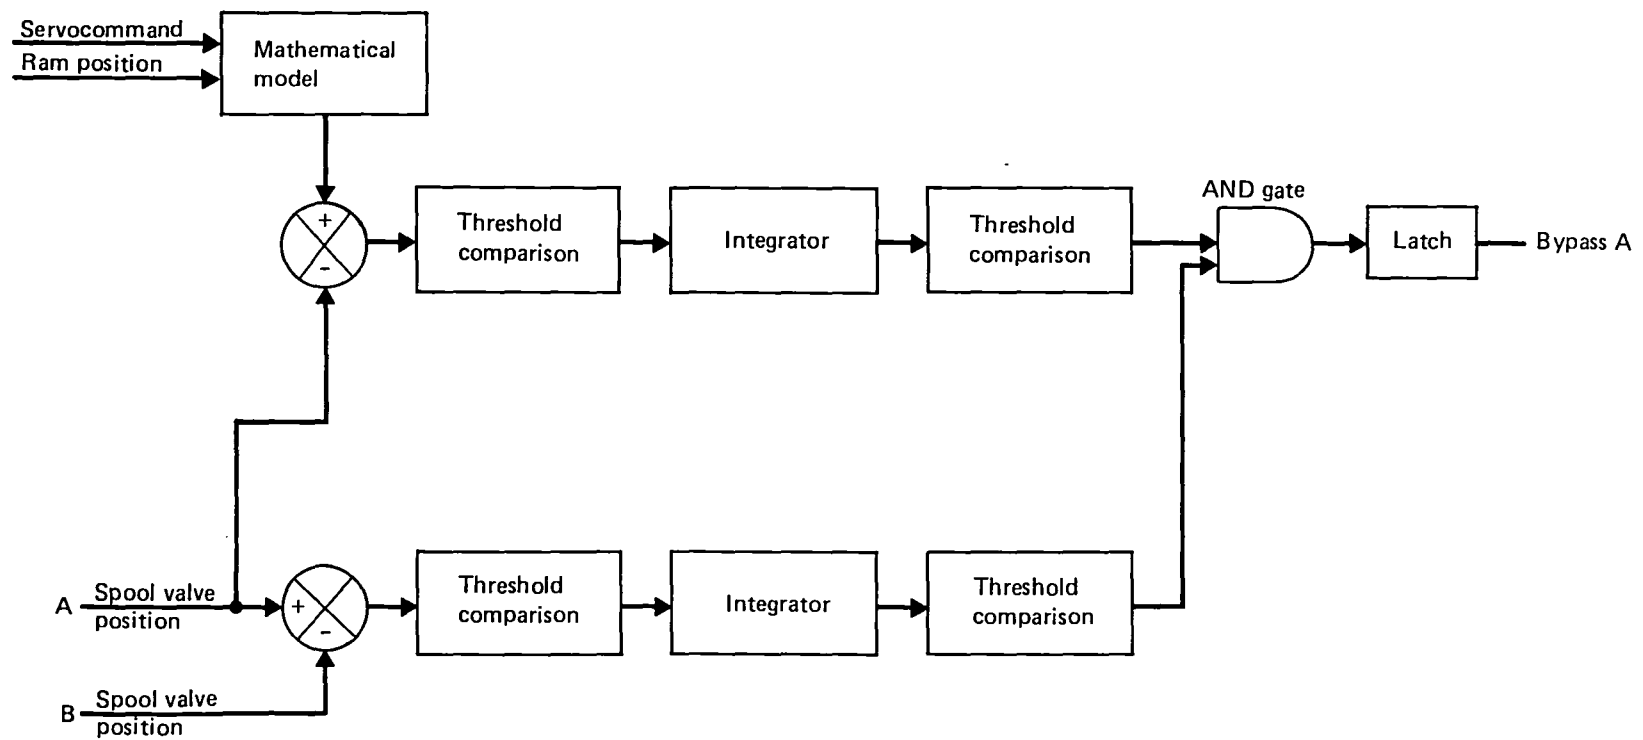 Servocommand
Ram position
Mathematical
model
+
-
Threshold
comparison
Integrator
Threshold
comparison
AND gate
Latch
Bypass A
A
Spool valve
position
+
-
Threshold
comparison
Integrator
Threshold
comparison
B
Spool valve
position